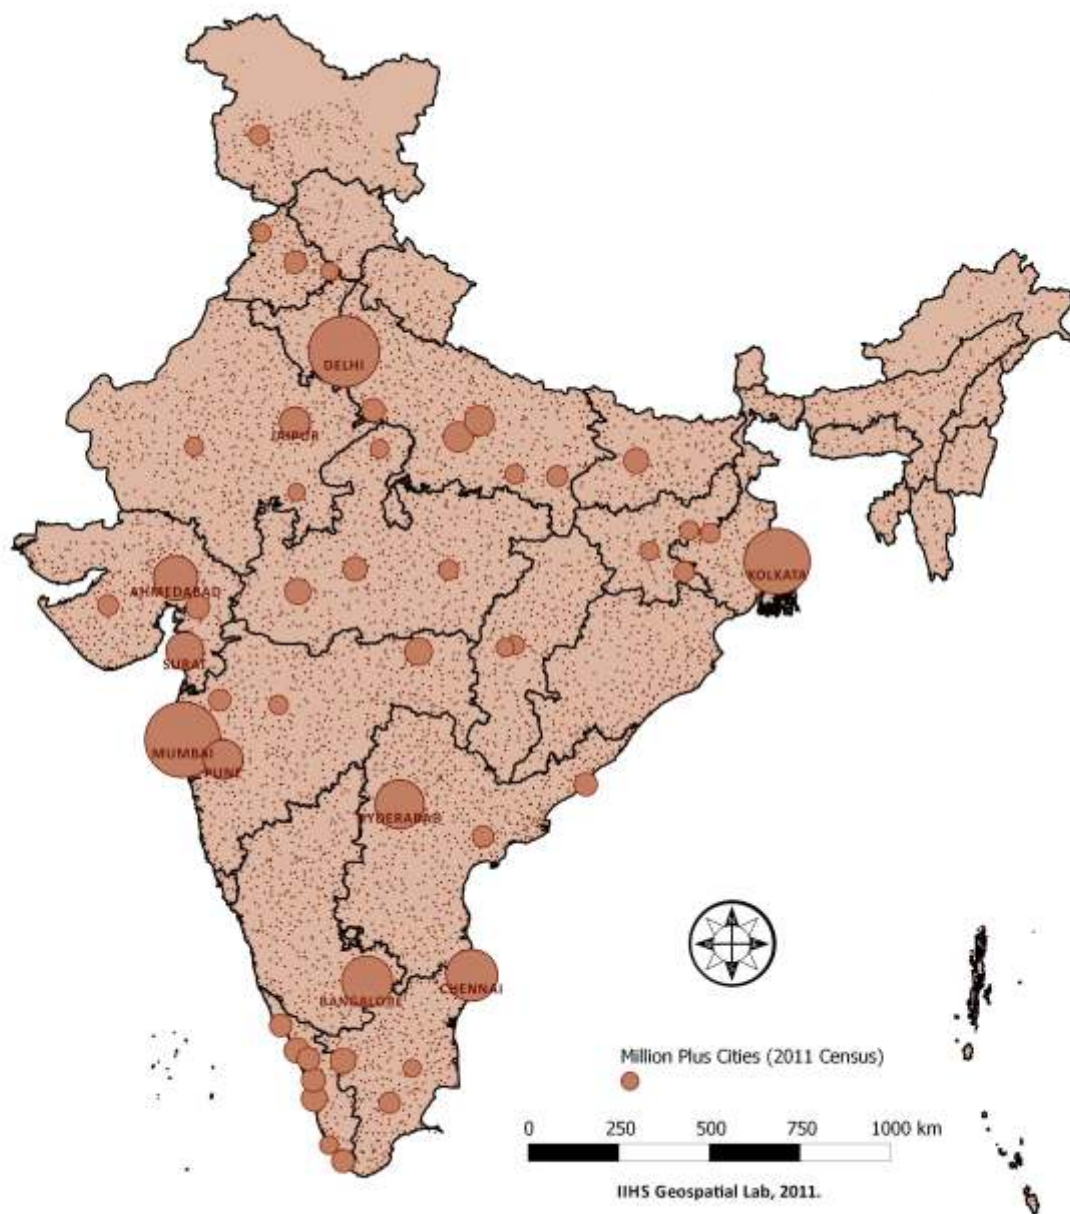 DELHI
JAIPUR
AHMEDABAD
KOLKATA
SURAT
MUMBAI
PUNE
HYDERABAD
BANGALORE
CHENNAI
Million Plus Cities (2011 Census)
0 250 500 750 1000 km
IIHS Geospatial Lab, 2011.